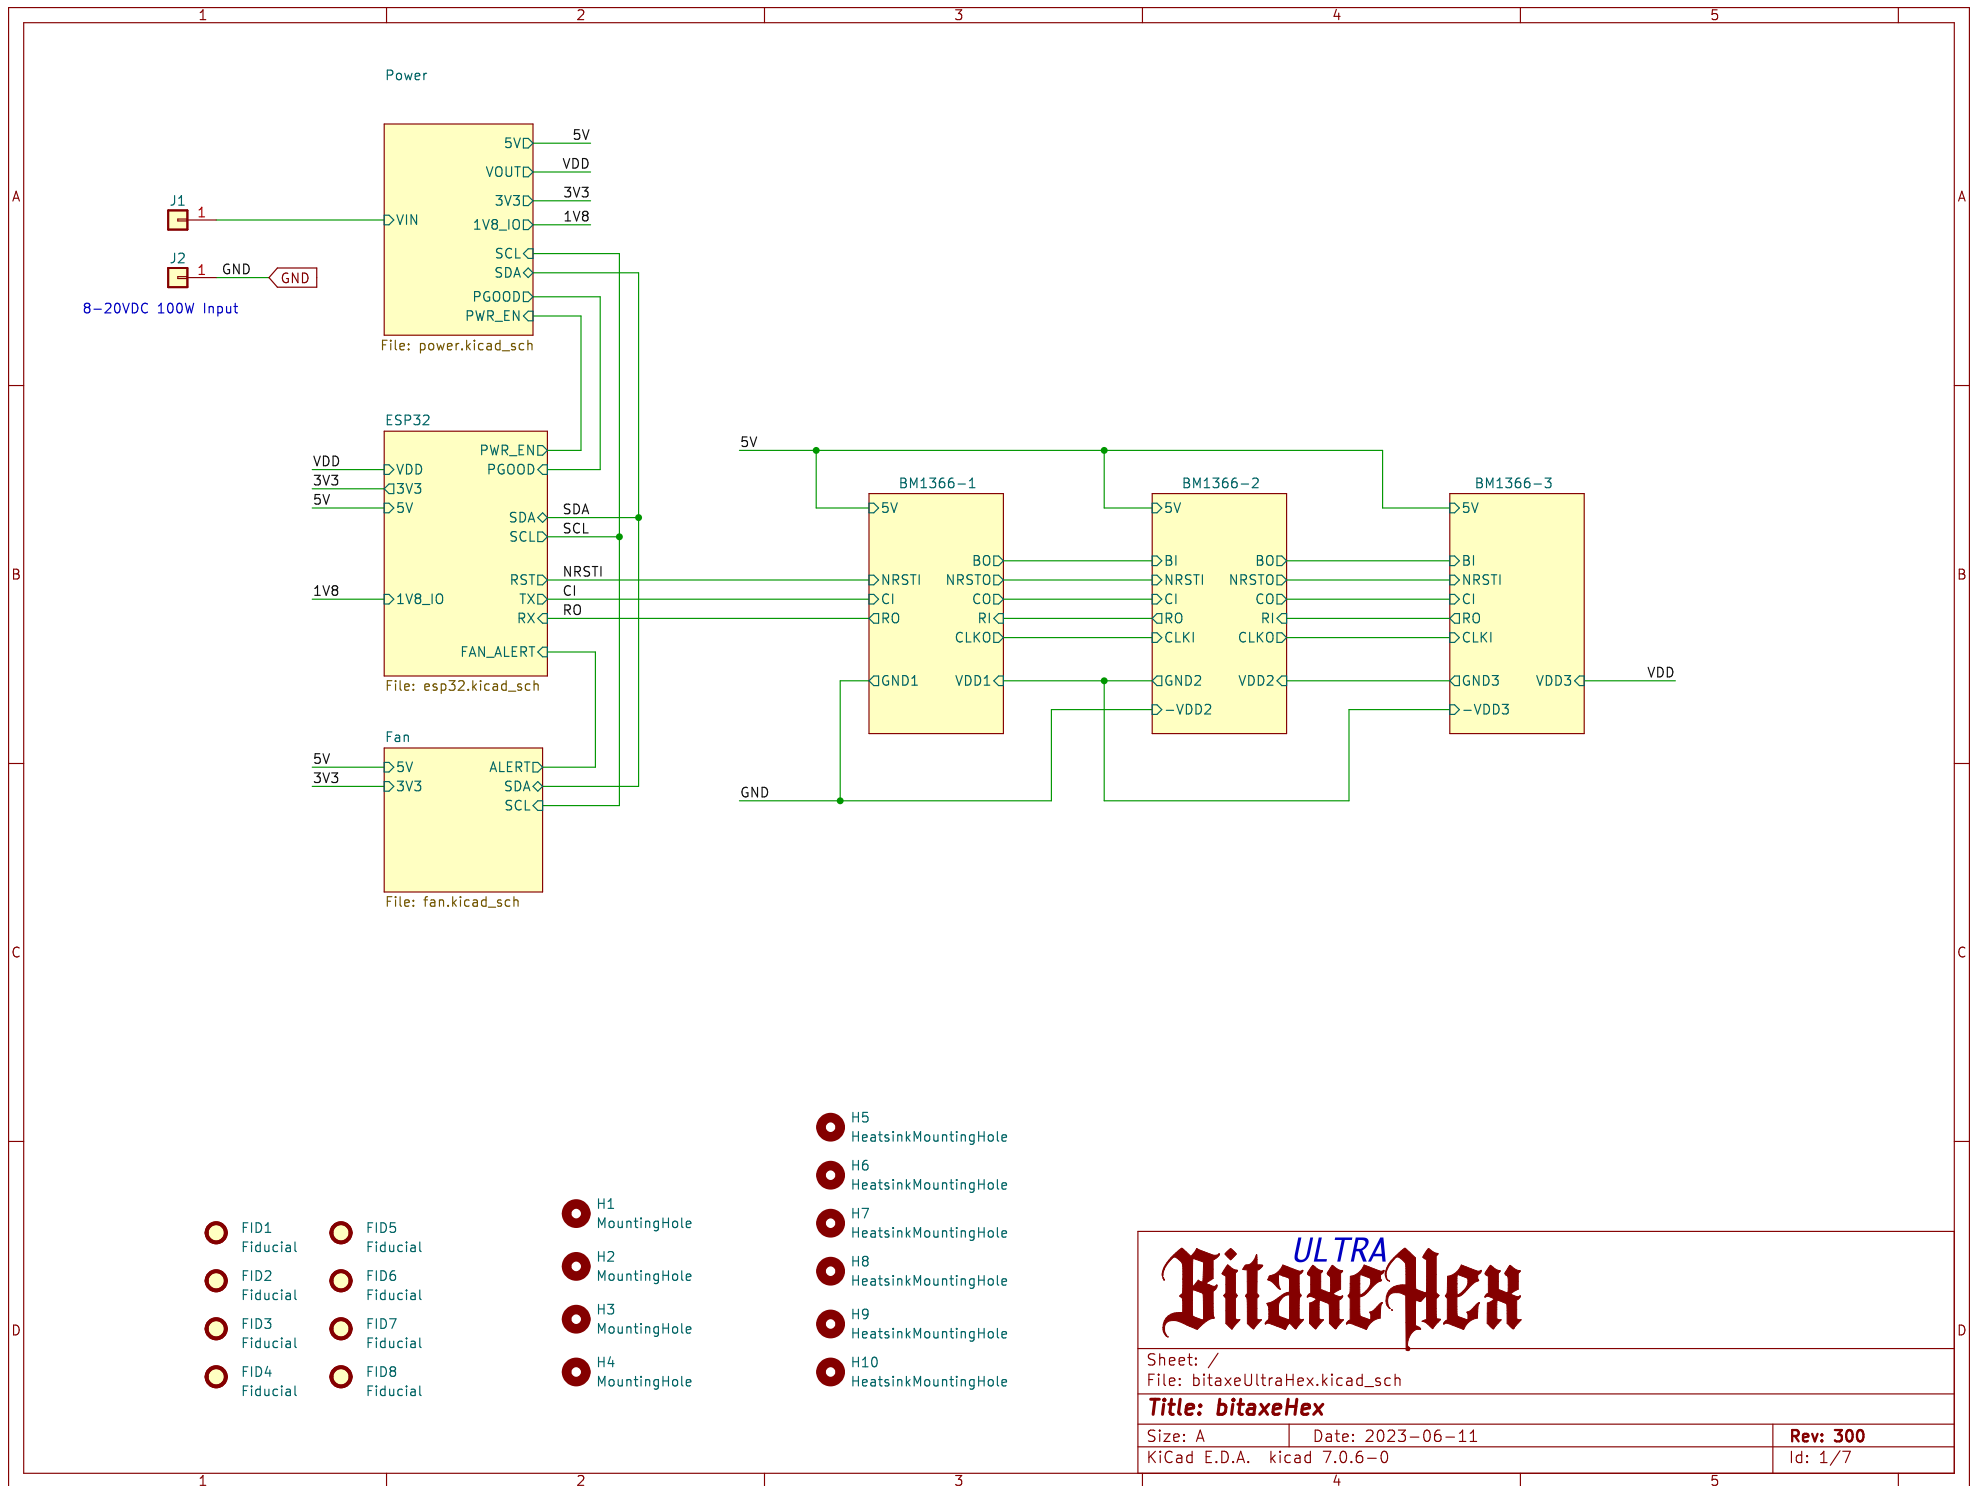 1 2 3 4 5
A A
B B
C C
D D
Power
5V
5V
VOUT
VDD
3V3
3V3
1V8_IO
1V8
VIN
SCL
SDA
PGOOD
PWR_EN
File: power.kicad_sch
J1
1
J2
1
GND
GND
8-20VDC 100W Input
ESP32
PWR_EN
PGOOD
VDD
VDD
3V3
3V3
5V
5V
SDA
SDA
SCL
SCL
RST
NRSTI
1V8
1V8_IO
TX
CI
RX
RO
FAN_ALERT
File: esp32.kicad_sch
Fan
5V
5V
3V3
3V3
ALERT
SDA
SCL
File: fan.kicad_sch
5V
GND
BM1366-1
5V
BO
NRSTI
NRSTO
CI
CO
RO
RI
CLKO
GND1
VDD1
BM1366-2
5V
BI
BO
NRSTI
NRSTO
CI
CO
RO
RI
CLKI
CLKO
GND2
VDD2
-VDD2
BM1366-3
5V
BI
NRSTI
CI
RO
CLKI
GND3
VDD3
-VDD3
VDD
FID1
Fiducial
FID2
Fiducial
FID3
Fiducial
FID4
Fiducial
FID5
Fiducial
FID6
Fiducial
FID7
Fiducial
FID8
Fiducial
H1
MountingHole
H2
MountingHole
H3
MountingHole
H4
MountingHole
H5
HeatsinkMountingHole
H6
HeatsinkMountingHole
H7
HeatsinkMountingHole
H8
HeatsinkMountingHole
H9
HeatsinkMountingHole
H10
HeatsinkMountingHole
ULTRA
BitaxeHex
Sheet: /
File: bitaxeUltraHex.kicad_sch
Title: bitaxeHex
Size: A
Date: 2023-06-11
Rev: 300
KiCad E.D.A. kicad 7.0.6-0
Id: 1/7
1 2 3 4 5